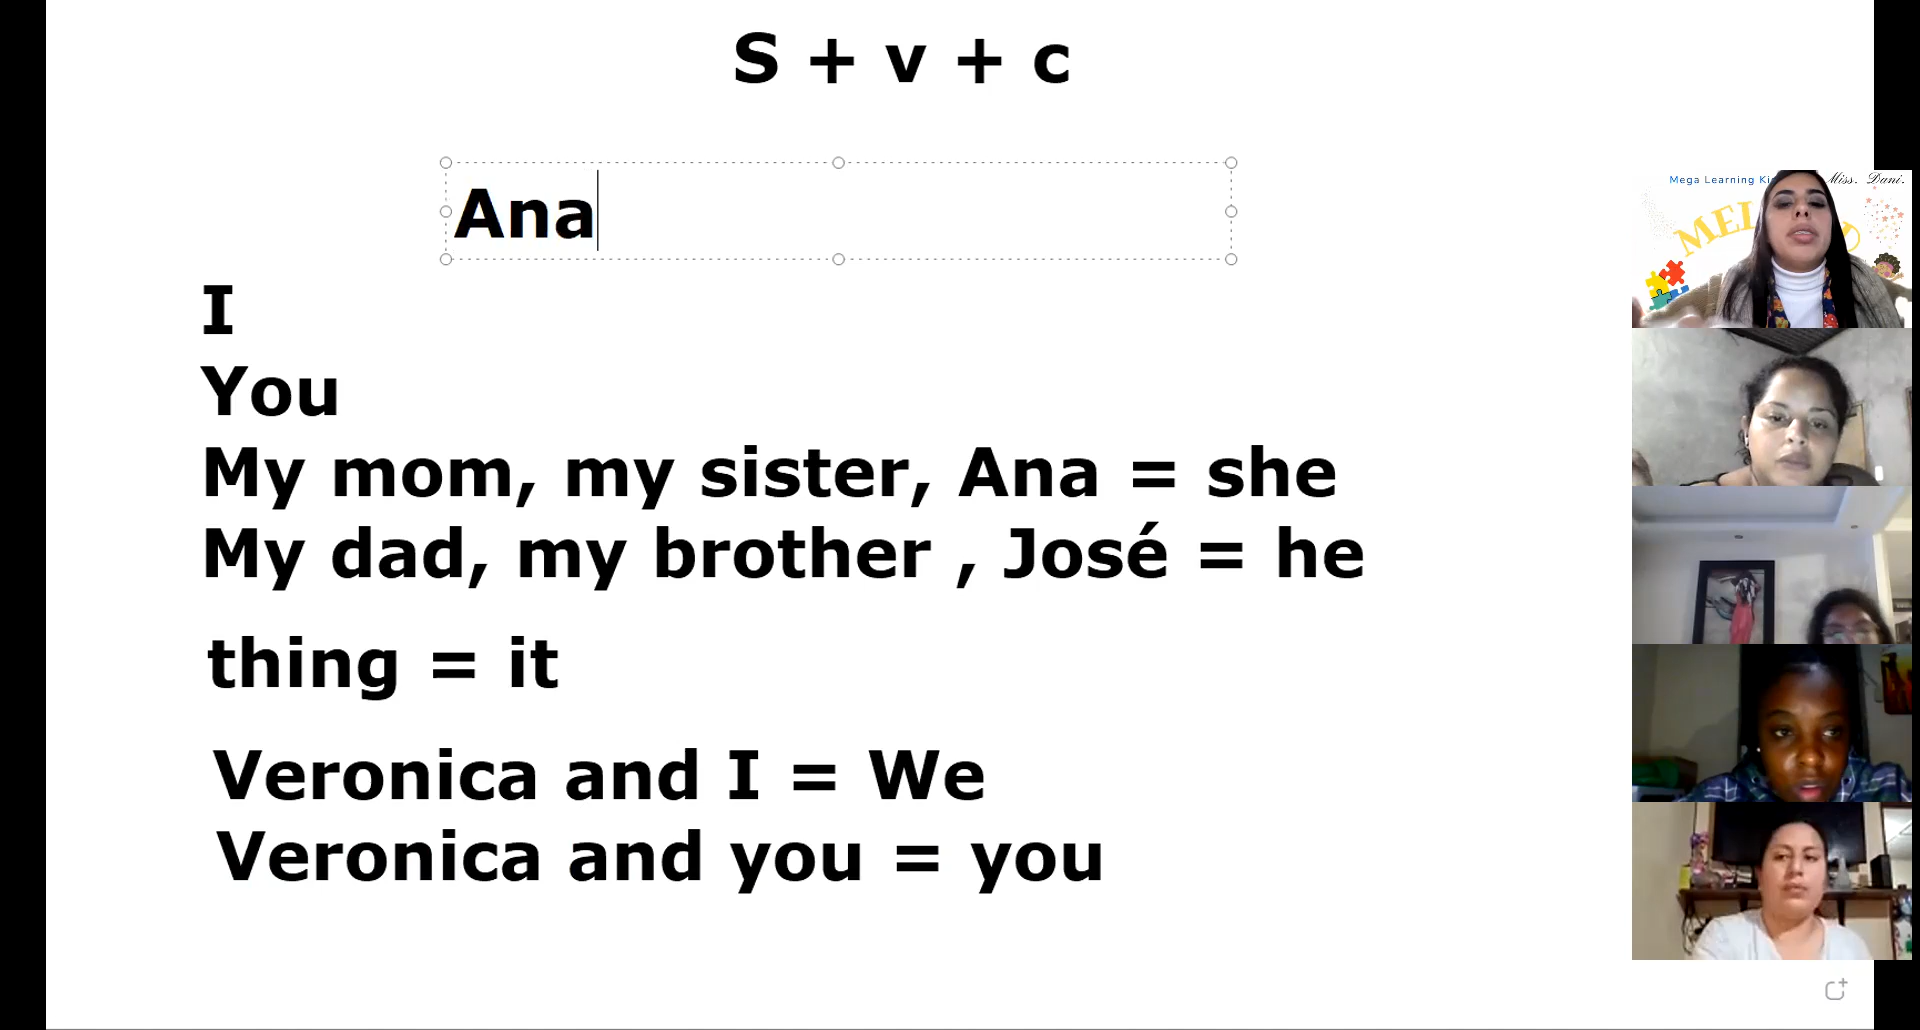 S + v + c
Ana
I
You
My mom, my sister, Ana = she
My dad, my brother , José = he
thing = it
Veronica and I = We
Veronica and you = you
Mega Learning
Miss. Dani.
MEL